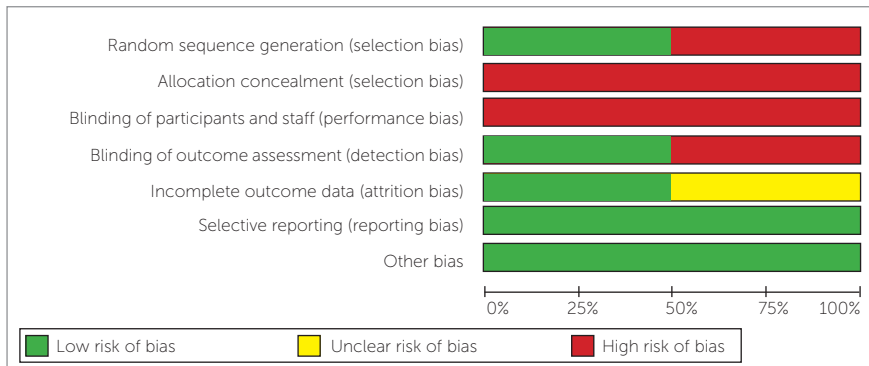 Random sequence generation (selection bias)
Allocation concealment (selection bias)
Blinding of participants and staff (performance bias)
Blinding of outcome assessment (detection bias)
Incomplete outcome data (attrition bias)
Selective reporting (reporting bias)
Other bias
0% 25% 50% 75% 100%
Low risk of bias Unclear risk of bias High risk of bias